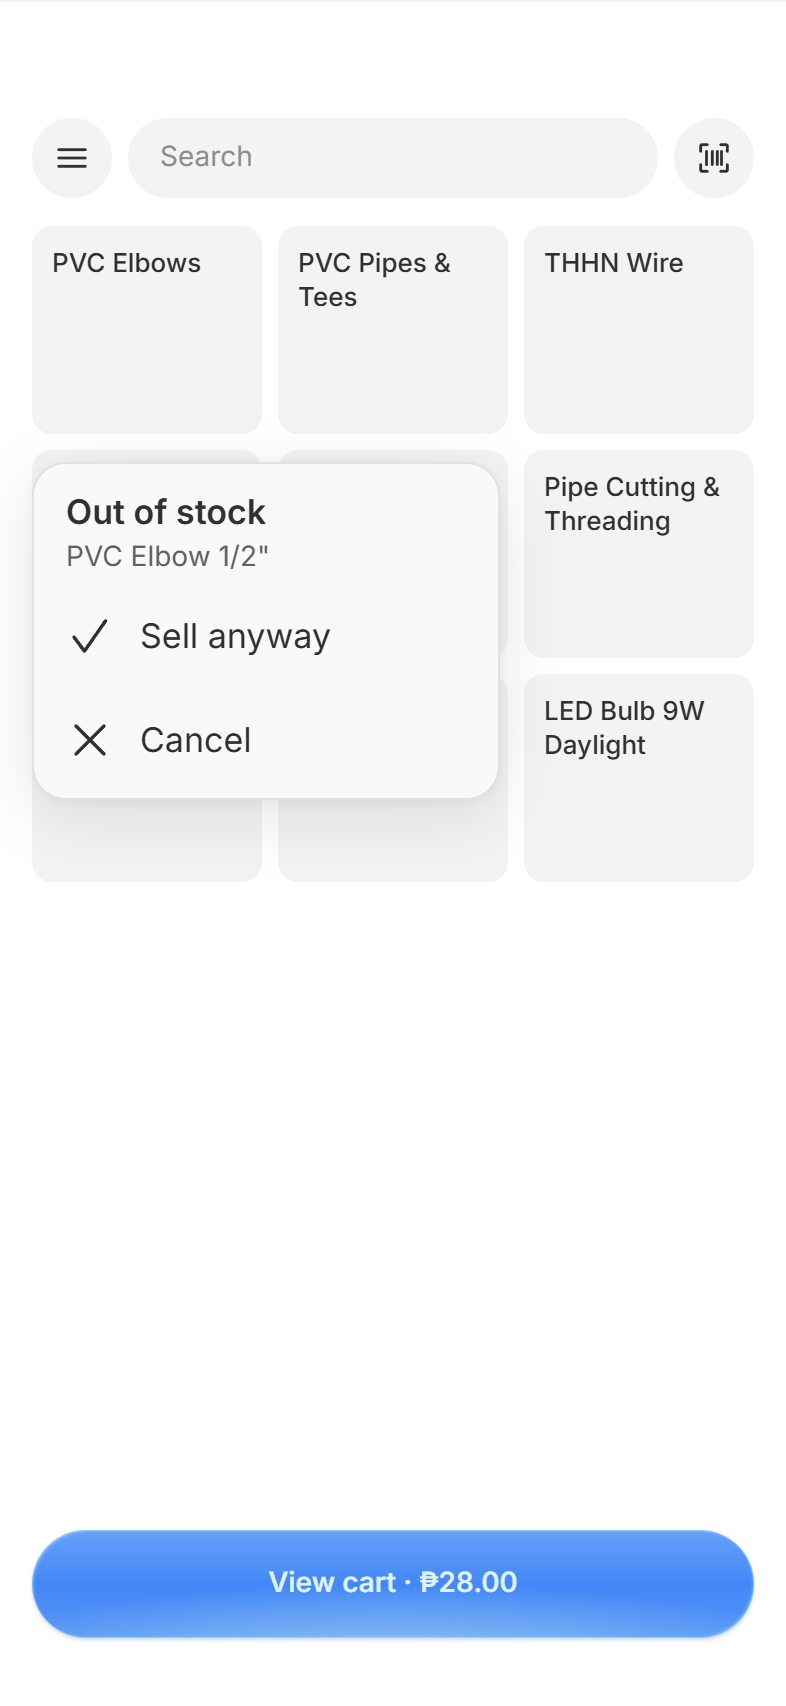 Search
PVC Elbows
PVC Pipes &
Tees
THHN Wire
Out of stock
PVC Elbow 1/2"
Sell anyway
Cancel
Pipe Cutting &
Threading
LED Bulb 9W
Daylight
View cart · ₱28.00